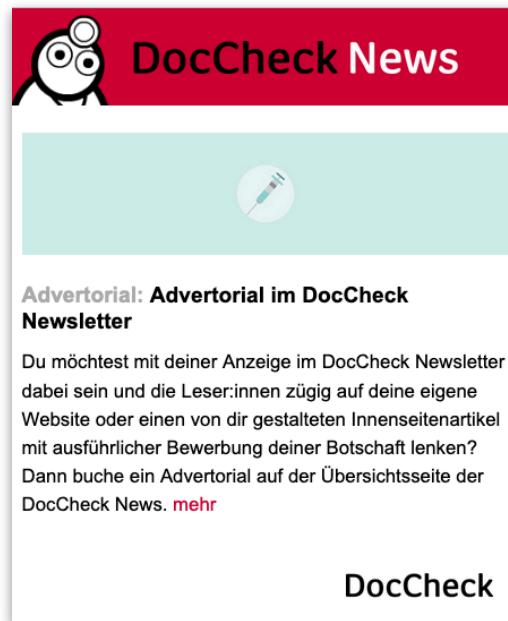 DocCheck News
Advertorial: Advertorial im DocCheck
Newsletter
Du möchtest mit deiner Anzeige im DocCheck Newsletter
dabei sein und die Leser:innen zügig auf deine eigene
Website oder einen von dir gestalteten Innenseitenartikel
mit ausführlicher Bewerbung deiner Botschaft lenken?
Dann buche ein Advertorial auf der Übersichtsseite der
DocCheck News. mehr
DocCheck